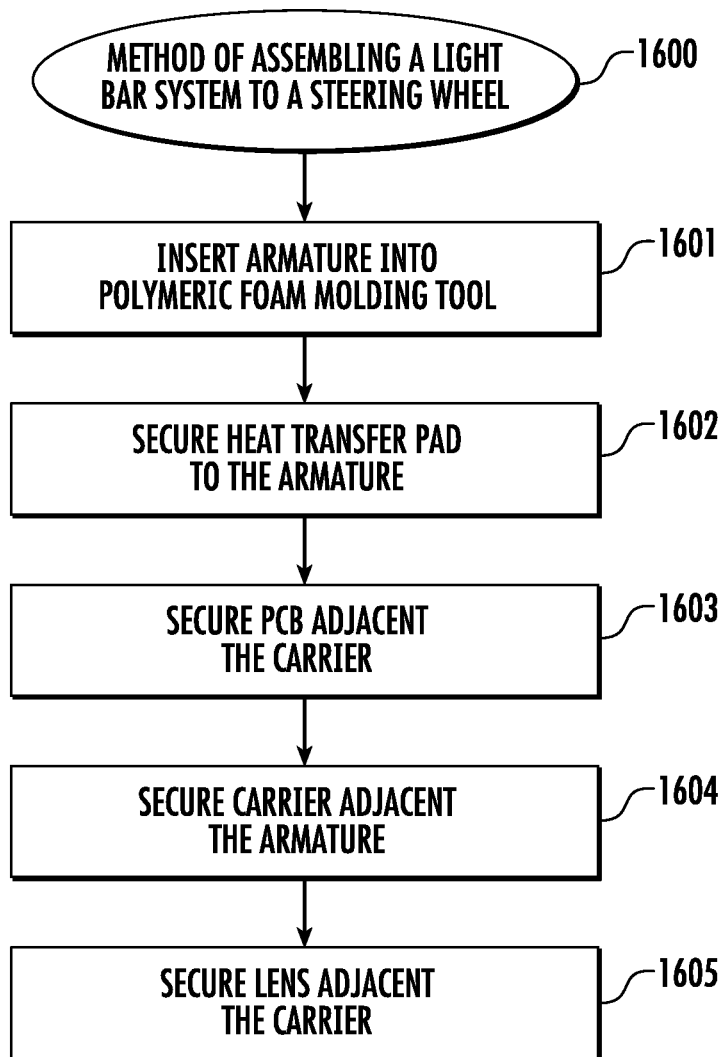 METHOD OF ASSEMBLING A LIGHT
BAR SYSTEM TO A STEERING WHEEL
1600
INSERT ARMATURE INTO
POLYMERIC FOAM MOLDING TOOL
1601
SECURE HEAT TRANSFER PAD
TO THE ARMATURE
1602
SECURE PCB ADJACENT
THE CARRIER
1603
SECURE CARRIER ADJACENT
THE ARMATURE
1604
SECURE LENS ADJACENT
THE CARRIER
1605